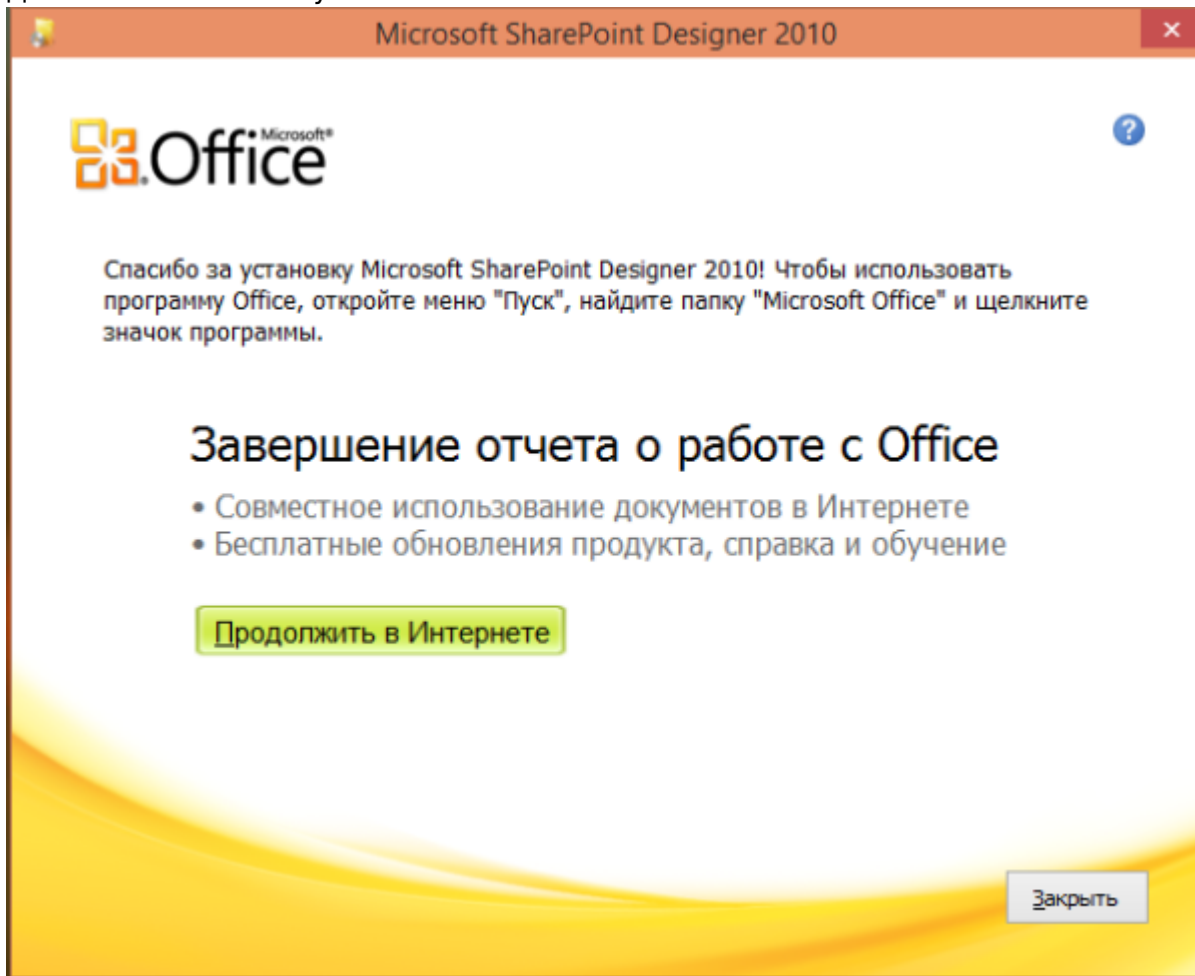 Microsoft SharePoint Designer 2010
Microsoft®
Office
Спасибо за установку Microsoft SharePoint Designer 2010! Чтобы использовать
программу Office, откройте меню "Пуск", найдите папку "Microsoft Office" и щелкните
значок программы.
Завершение отчета о работе с Office
• Совместное использование документов в Интернете
• Бесплатные обновления продукта, справка и обучение
Продолжить в Интернете
Закрыть